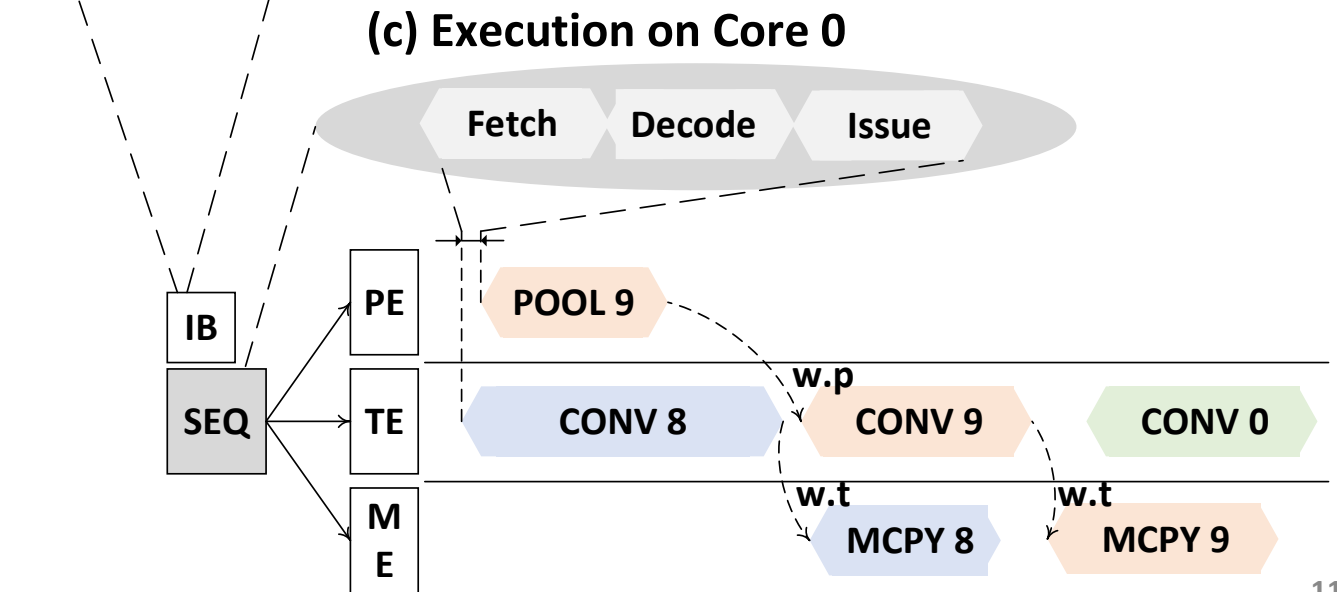 (c) Execution on Core 0
Fetch
Decode
Issue
IB
SEQ
PE
POOL 9
w.p
TE
CONV 8
CONV 9
CONV 0
w.t
w.t
M
E
MCPY 8
MCPY 9
11